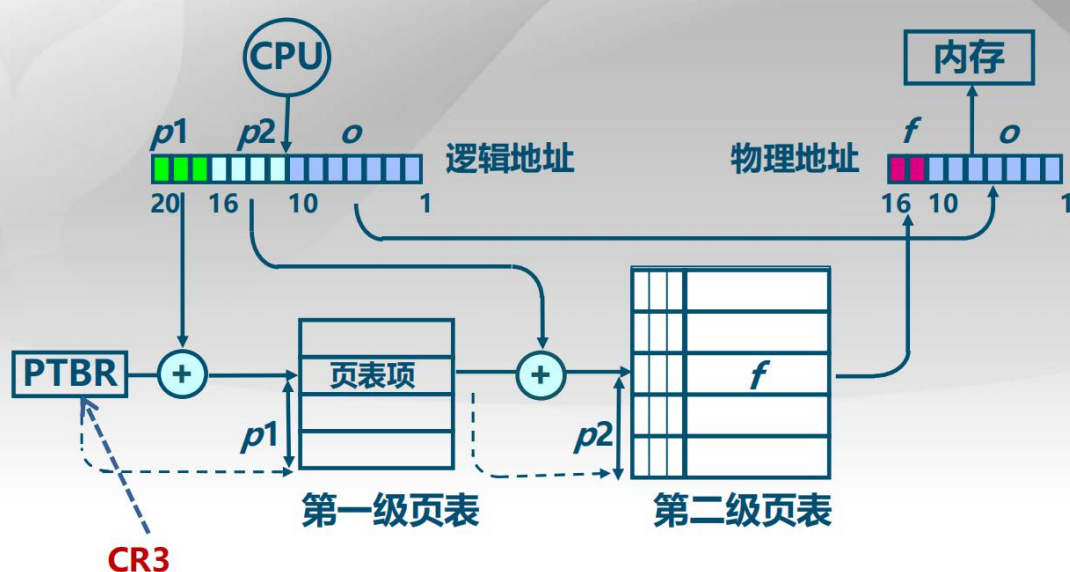 CPU
内存
p1 p2 o
逻辑地址
物理地址
f o
20 16 10 1
16 10 1
PTBR
+
页表项
+
f
p1
p2
第一级页表
第二级页表
CR3